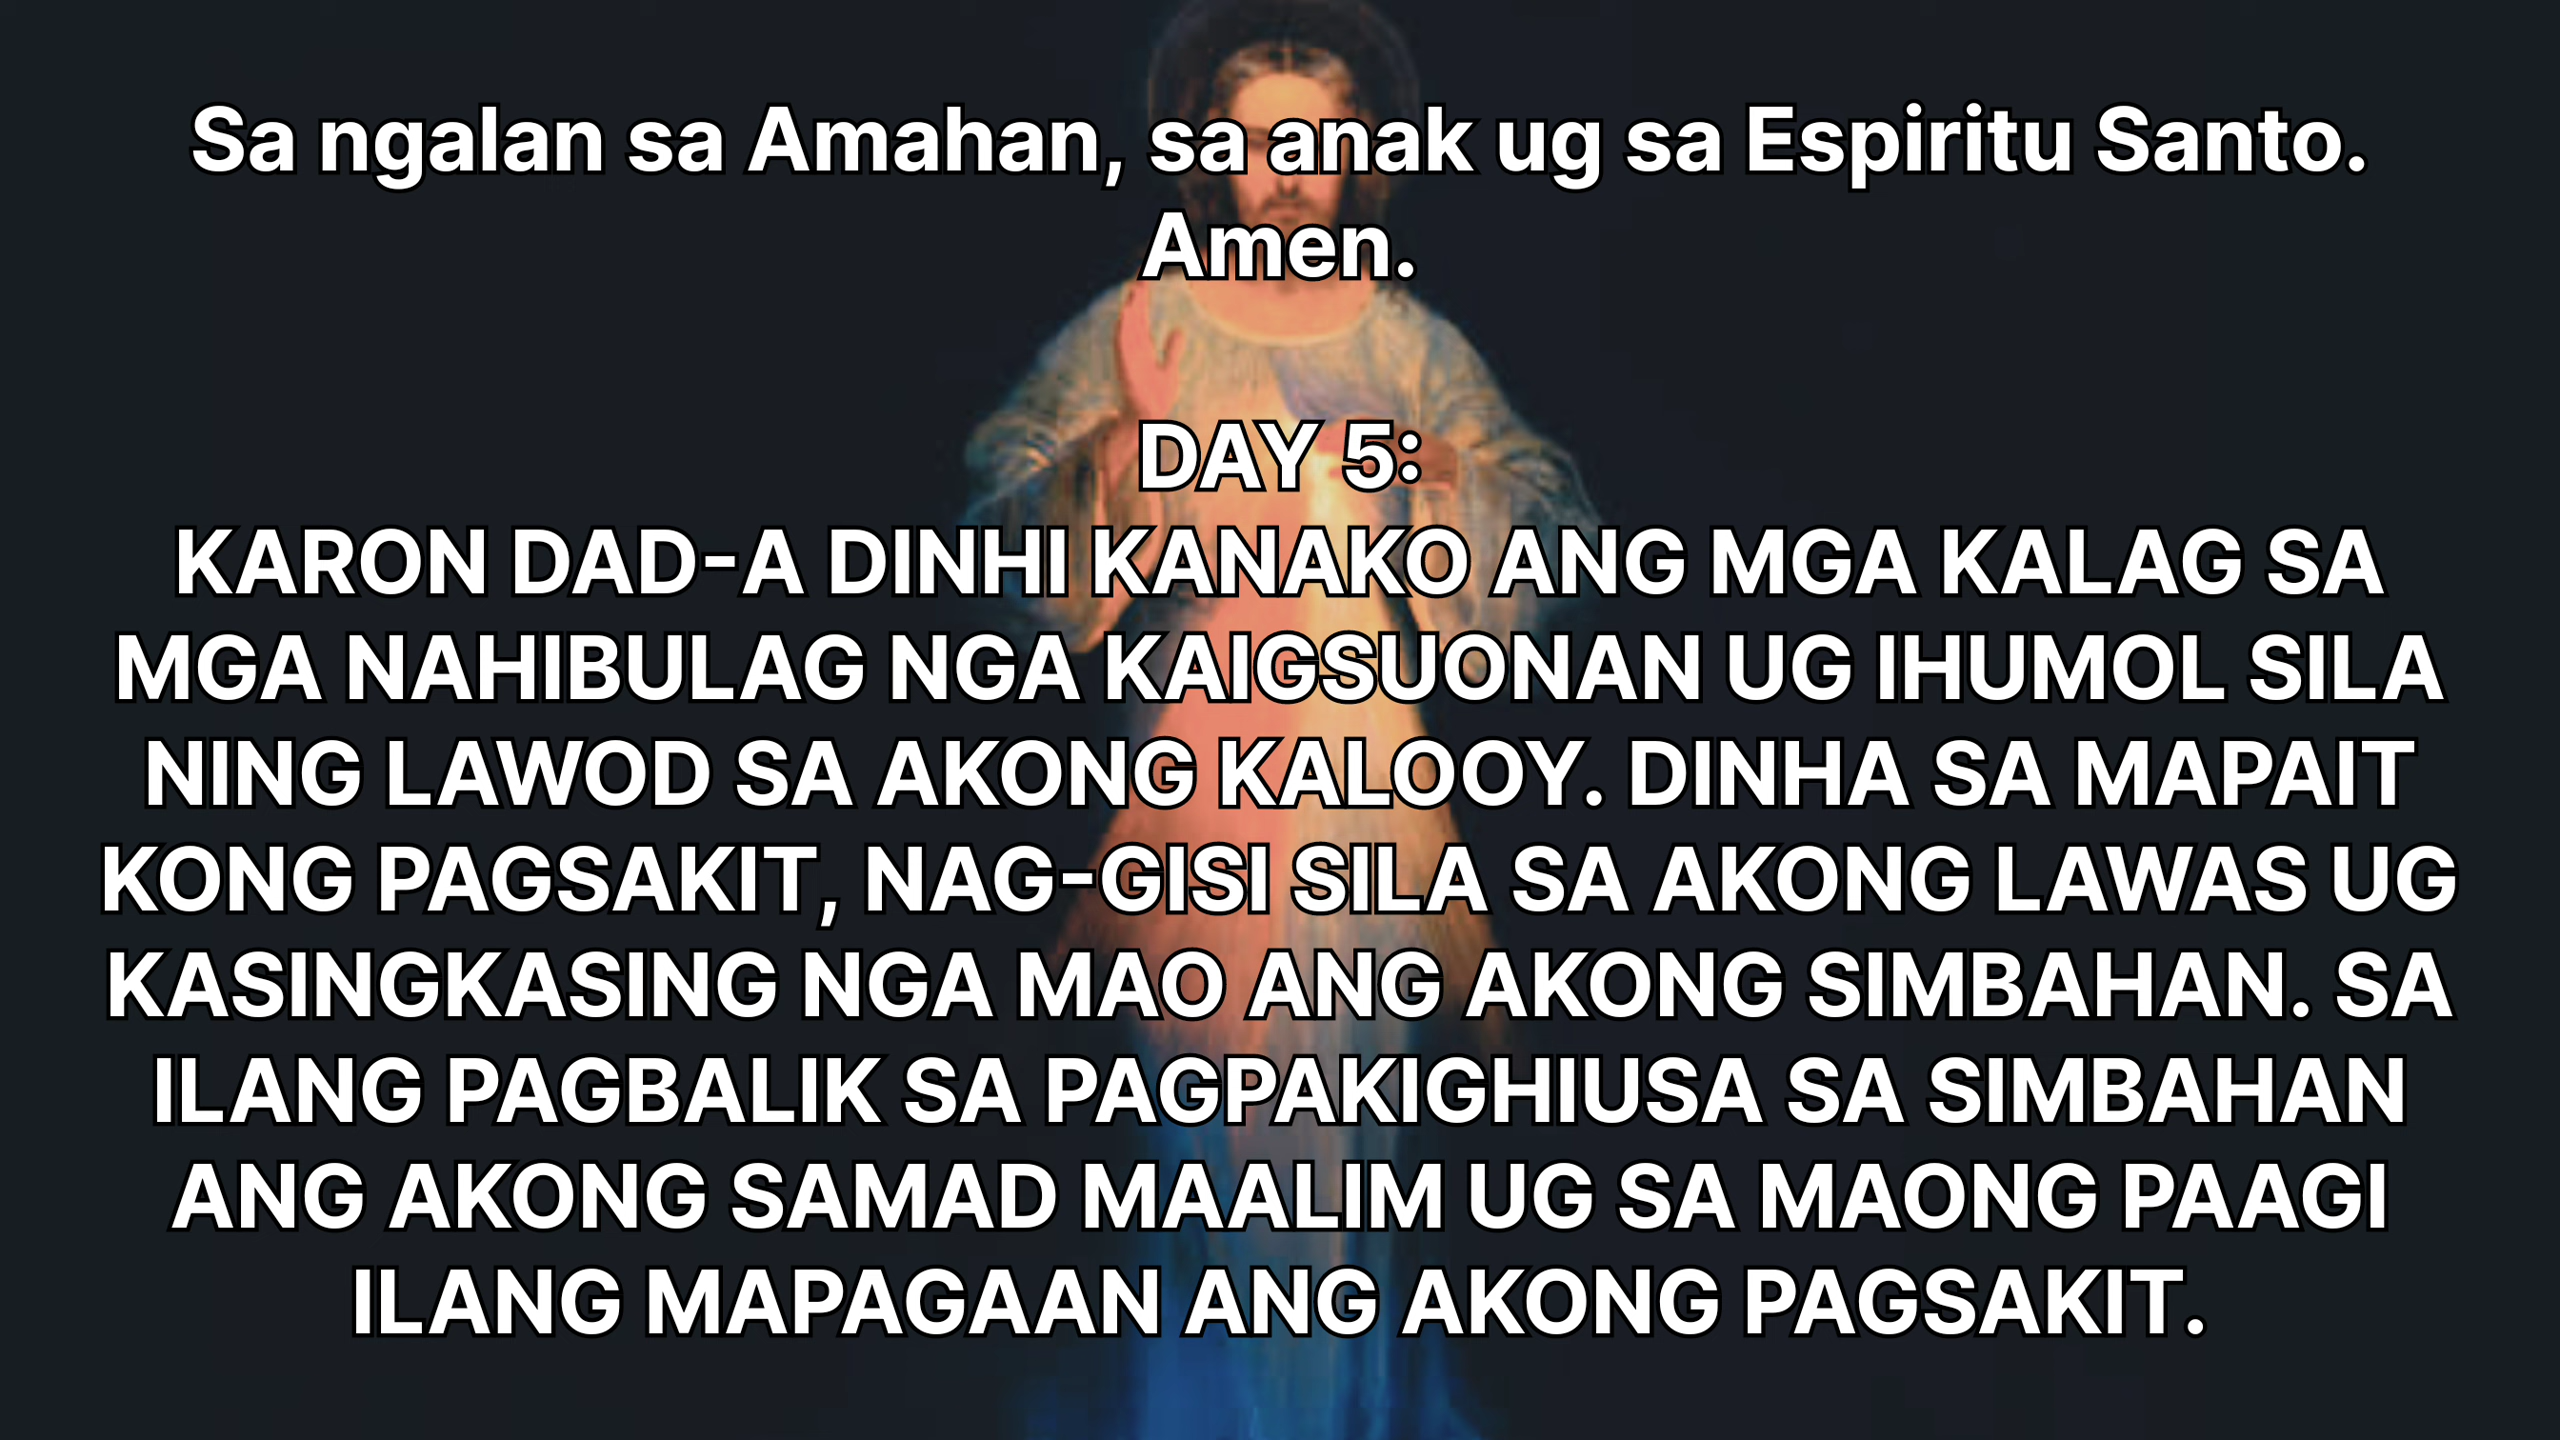 Sa ngalan sa Amahan, sa anak ug sa Espiritu Santo.
Amen.
DAY 5:
KARON DAD-A DINHI KANAKO ANG MGA KALAG SA
MGA NAHIBULAG NGA KAIGSUONAN UG IHUMOL SILA
NING LAWOD SA AKONG KALOOY. DINHA SA MAPAIT
KONG PAGSAKIT, NAG-GISI SILA SA AKONG LAWAS UG
KASINGKASING NGA MAO ANG AKONG SIMBAHAN. SA
ILANG PAGBALIK SA PAGPAKIGHIUSA SA SIMBAHAN
ANG AKONG SAMAD MAALIM UG SA MAONG PAAGI
ILANG MAPAGAAN ANG AKONG PAGSAKIT.